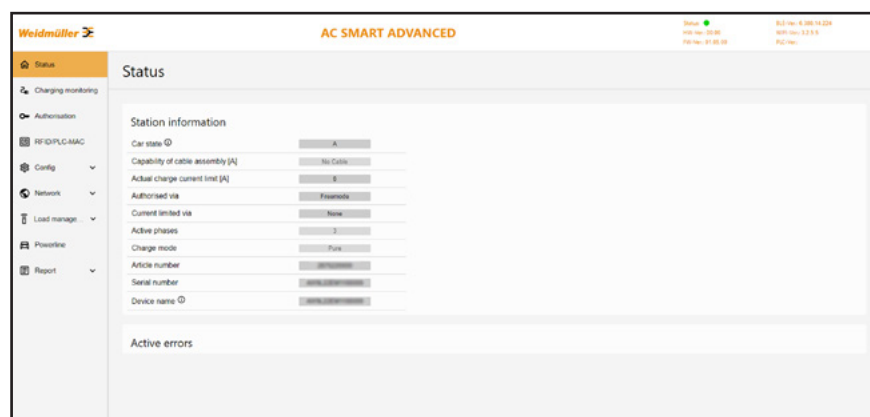 Weidmüller
AC SMART ADVANCED
Status:
Status
Charging monitoring
Authorisation
RFID/PLC-MAC
Config
Network
Load manage...
Powerline
Report
Status
Station information
Car state A
Capability of cable assembly [A] No Cable
Actual charge current limit [A] 0
Authorised via Freemode
Current limited via None
Active phases
Charge mode Pure
Article number
Serial number
Device name
Active errors